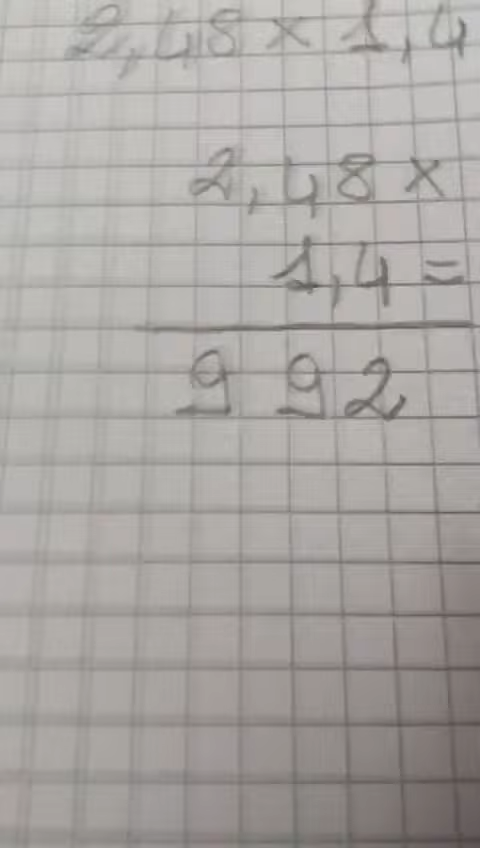 2,48 × 1,4
2,48 ×
1,4 =
9 9 2